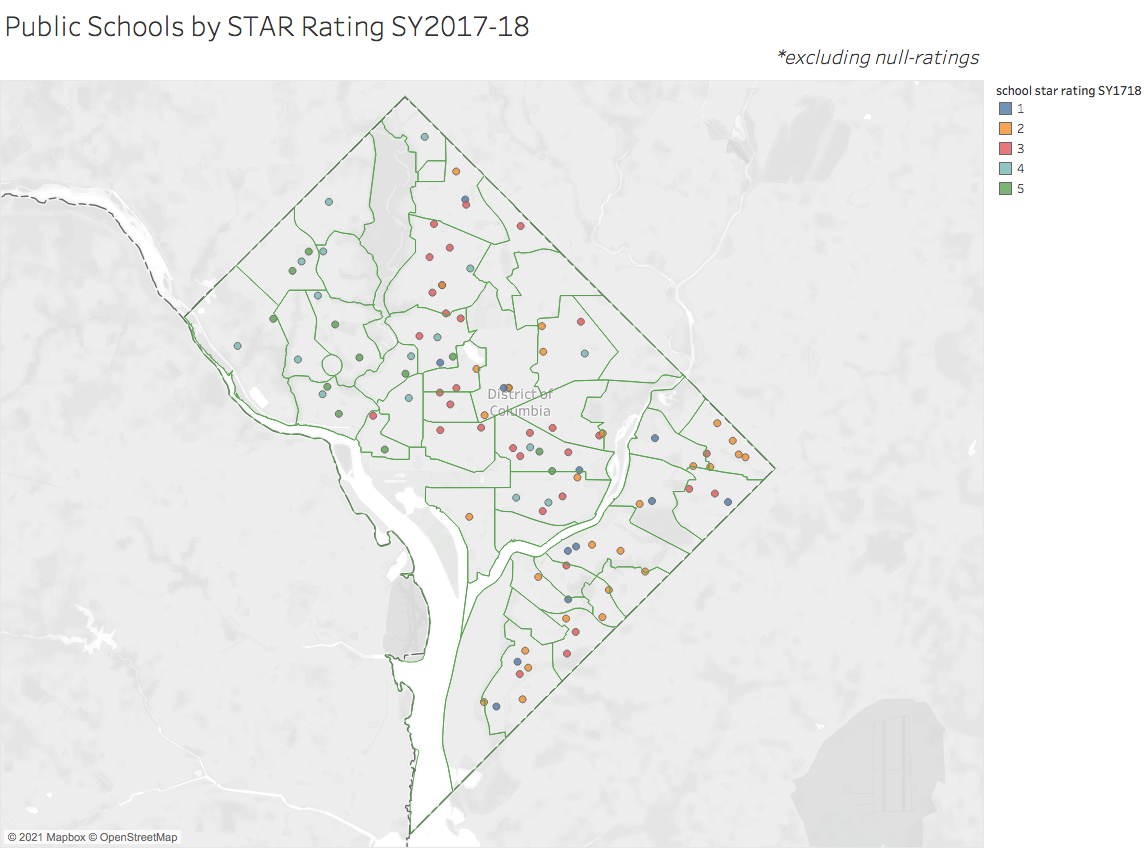 Public Schools by STAR Rating SY2017-18
*excluding null-ratings
school star rating SY1718
1
2
3
4
5
District of
Columbia
© 2021 Mapbox © OpenStreetMap